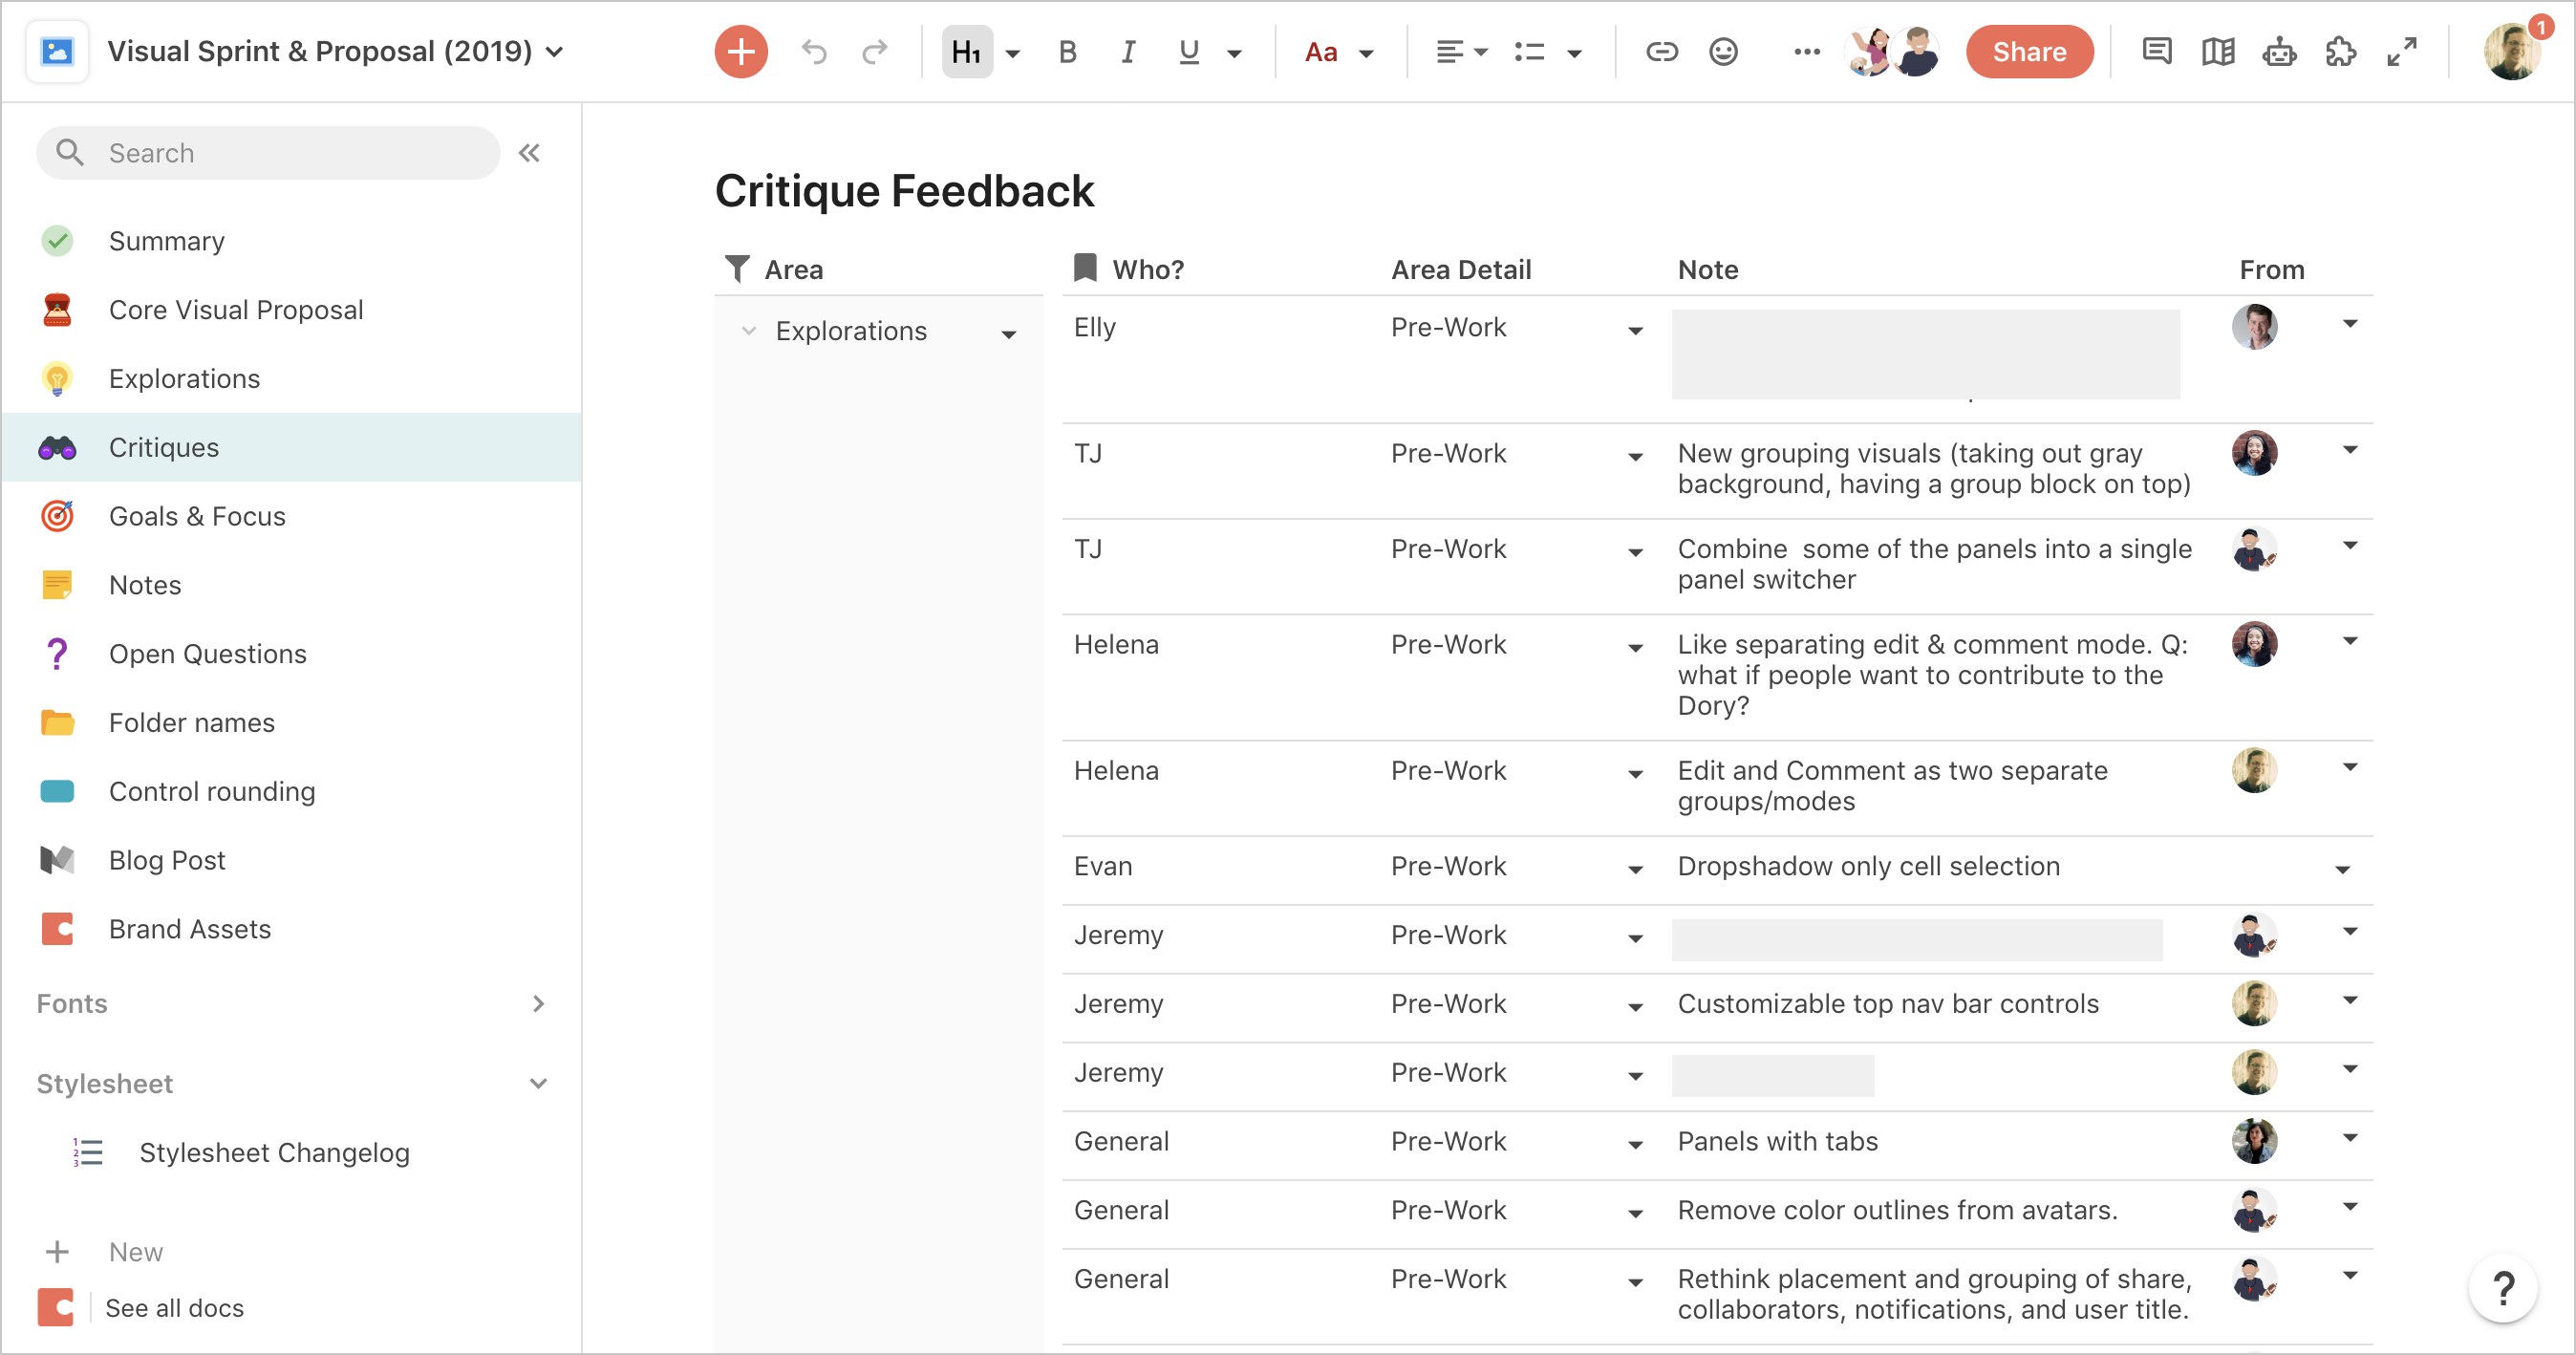 Visual Sprint & Proposal (2019)
H1
B
I
U
Aa
Share
1
Search
Summary
Core Visual Proposal
Explorations
Critiques
Goals & Focus
Notes
?
Open Questions
Folder names
Control rounding
Blog Post
Brand Assets
Fonts
Stylesheet
1
2
3
Stylesheet Changelog
New
See all docs
Critique Feedback
Area
Who?
Area Detail
Note
From
Explorations
Elly
Pre-Work
TJ
Pre-Work
New grouping visuals (taking out gray
background, having a group block on top)
TJ
Pre-Work
Combine  some of the panels into a single
panel switcher
Helena
Pre-Work
Like separating edit & comment mode. Q:
what if people want to contribute to the
Dory?
Helena
Pre-Work
Edit and Comment as two separate
groups/modes
Evan
Pre-Work
Dropshadow only cell selection
Jeremy
Pre-Work
Jeremy
Pre-Work
Customizable top nav bar controls
Jeremy
Pre-Work
General
Pre-Work
Panels with tabs
General
Pre-Work
Remove color outlines from avatars.
General
Pre-Work
Rethink placement and grouping of share,
collaborators, notifications, and user title.
?